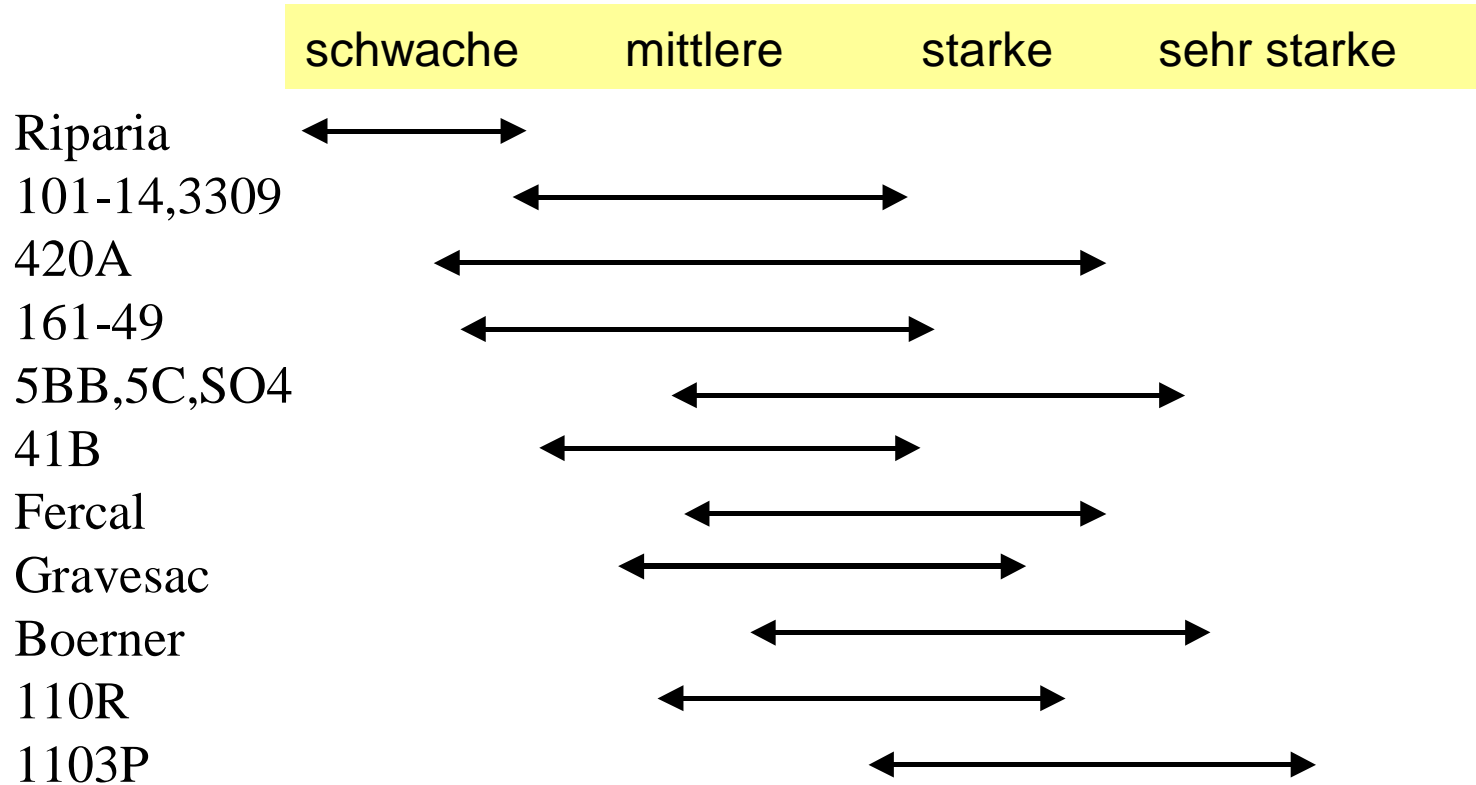 schwache mittlere starke sehr starke
Riparia
101-14,3309
420A
161-49
5BB,5C,SO4
41B
Fercal
Gravesac
Boerner
110R
1103P